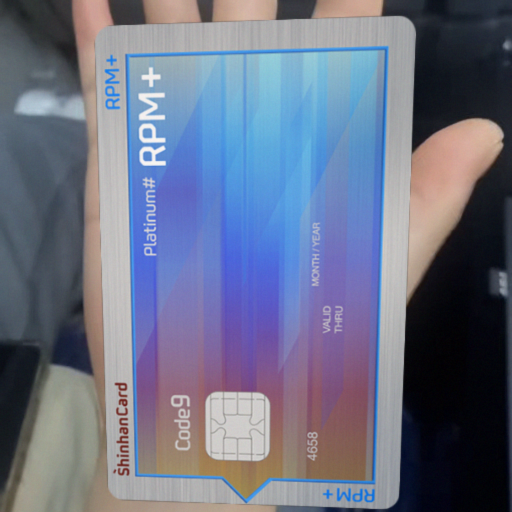 RPM+
Platinum#
RPM+
MONTH / YEAR
VALID
THRU
ShinhanCard
Code9
4658
RPM+